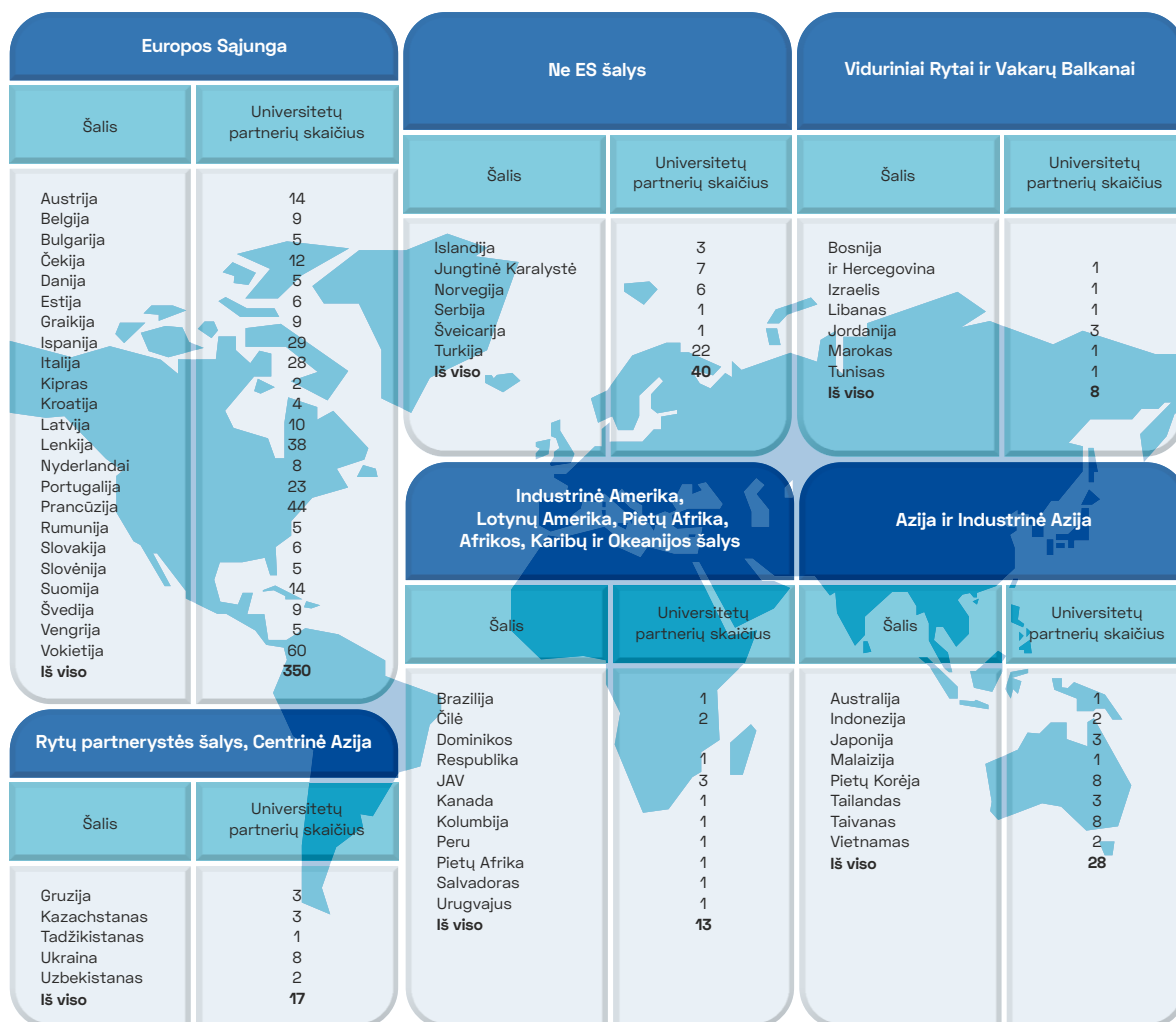 Europos Sąjunga
Šalis
Universitetų
partnerių skaičius
Austrija 14
Belgija 9
Bulgarija 5
Čekija 12
Danija 5
Estija 6
Graikija 9
Ispanija 29
Italija 28
Kipras 2
Kroatija 4
Latvija 10
Lenkija 38
Nyderlandai 8
Portugalija 23
Prancūzija 44
Rumunija 5
Slovakija 6
Slovėnija 5
Suomija 14
Švedija 9
Vengrija 5
Vokietija 60
Iš viso 350
Rytų partnerystės šalys, Centrinė Azija
Šalis
Universitetų
partnerių skaičius
Gruzija 3
Kazachstanas 3
Tadžikistanas 1
Ukraina 8
Uzbekistanas 2
Iš viso 17
Ne ES šalys
Šalis
Universitetų
partnerių skaičius
Islandija 3
Jungtinė Karalystė 7
Norvegija 6
Serbija 1
Šveicarija 1
Turkija 22
Iš viso 40
Industrinė Amerika,
Lotynų Amerika, Pietų Afrika,
Afrikos, Karibų ir Okeanijos šalys
Šalis
Universitetų
partnerių skaičius
Brazilija 1
Čilė 2
Dominikos
Respublika 1
JAV 3
Kanada 1
Kolumbija 1
Peru 1
Pietų Afrika 1
Salvadoras 1
Urugvajus 1
Iš viso 13
Viduriniai Rytai ir Vakarų Balkanai
Šalis
Universitetų
partnerių skaičius
Bosnija
ir Hercegovina 1
Izraelis 1
Libanas 1
Jordanija 3
Marokas 1
Tunisas 1
Iš viso 8
Azija ir Industrinė Azija
Šalis
Universitetų
partnerių skaičius
Australija 1
Indonezija 2
Japonija 3
Malaizija 1
Pietų Korėja 8
Tailandas 3
Taivanas 8
Vietnamas 2
Iš viso 28